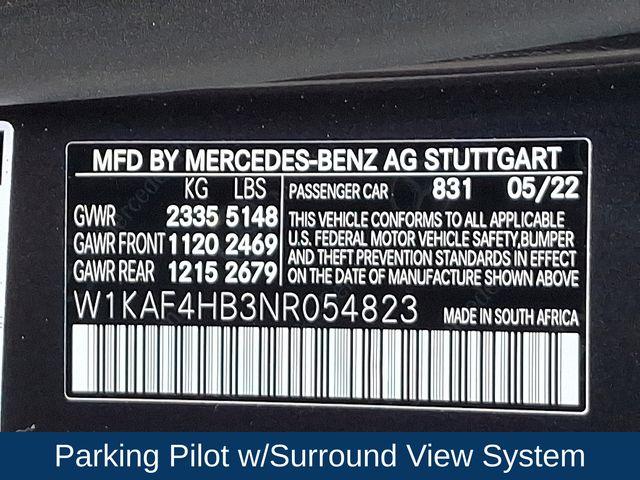 MFD BY MERCEDES-BENZ AG STUTTGART
KG LBS
GVWR 2335 5148
GAWR FRONT 1120 2469
GAWR REAR 1215 2679
PASSENGER CAR 831 05/22
THIS VEHICLE CONFORMS TO ALL APPLICABLE
U.S. FEDERAL MOTOR VEHICLE SAFETY, BUMPER
AND THEFT PREVENTION STANDARDS IN EFFECT
ON THE DATE OF MANUFACTURE SHOWN ABOVE
W1KAF4HB3NR054823 MADE IN SOUTH AFRICA
Parking Pilot w/Surround View System